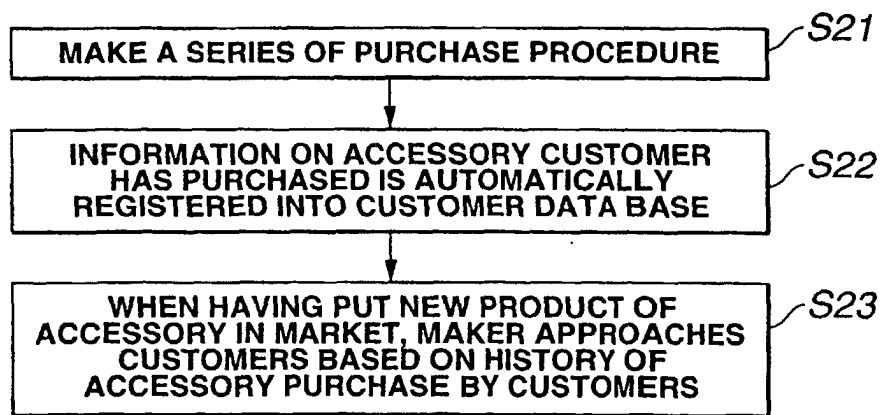 MAKE A SERIES OF PURCHASE PROCEDURE
S21
INFORMATION ON ACCESSORY CUSTOMER
HAS PURCHASED IS AUTOMATICALLY
REGISTERED INTO CUSTOMER DATA BASE
S22
WHEN HAVING PUT NEW PRODUCT OF
ACCESSORY IN MARKET, MAKER APPROACHES
CUSTOMERS BASED ON HISTORY OF
ACCESSORY PURCHASE BY CUSTOMERS
S23